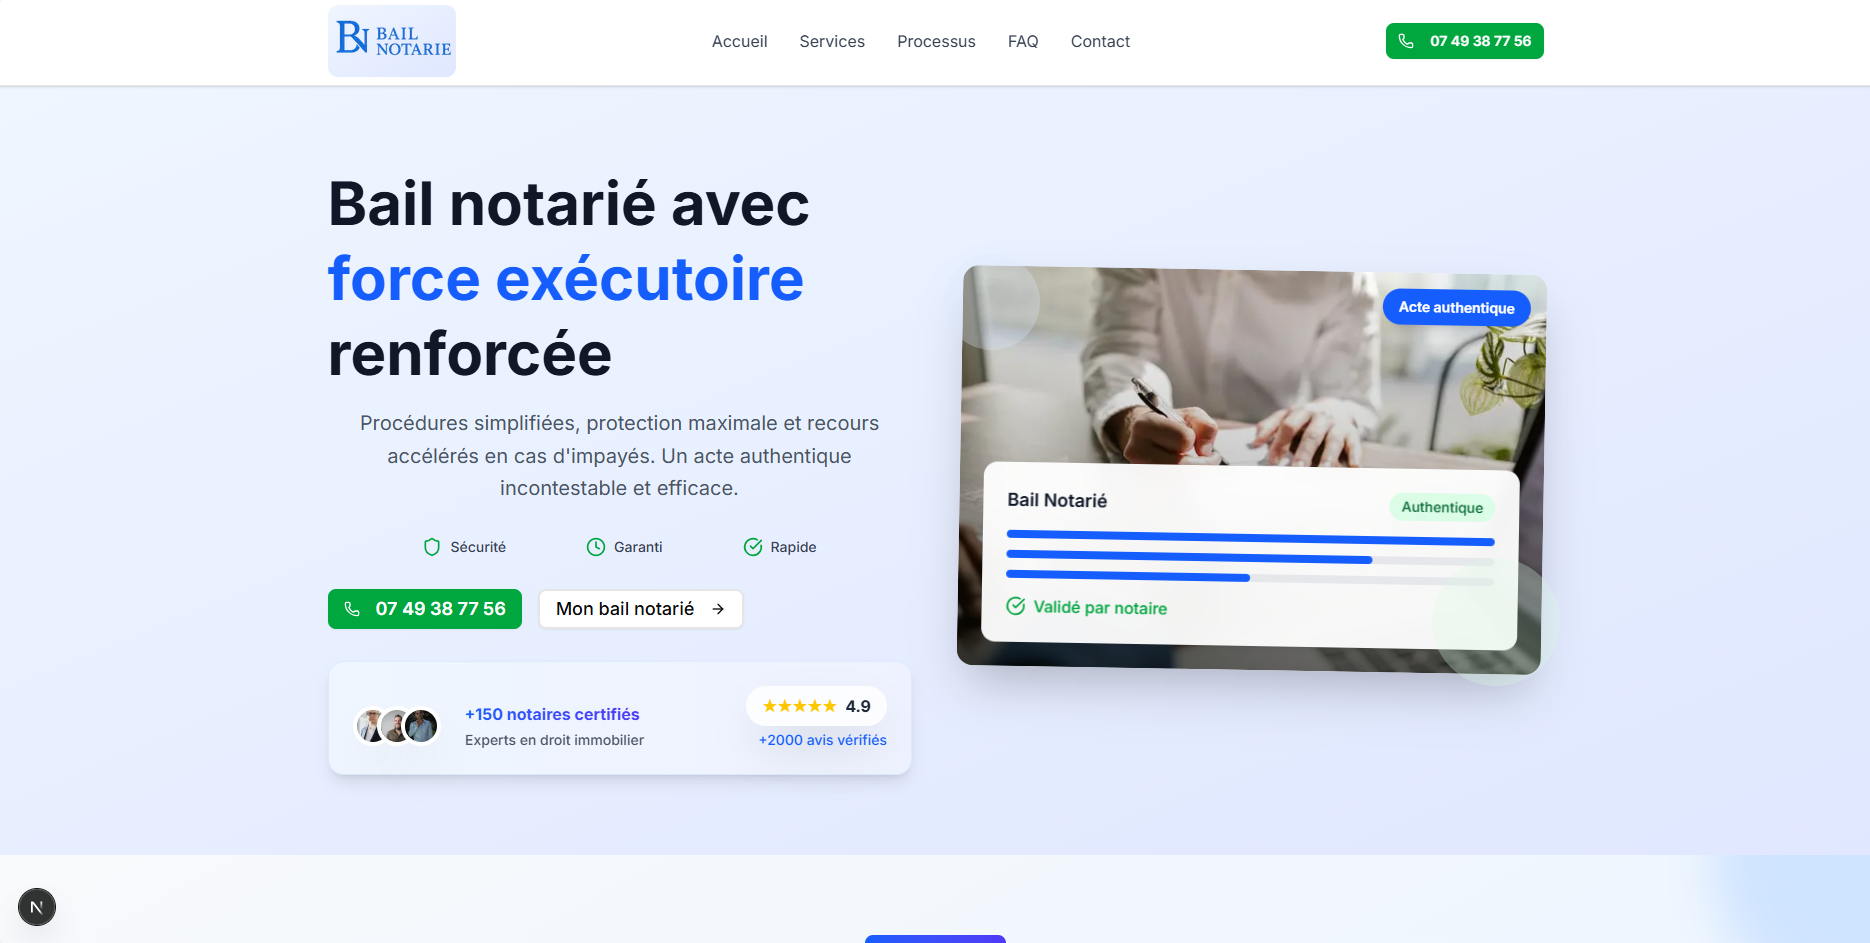 BN BAIL
NOTARIE
Accueil Services Processus FAQ Contact
07 49 38 77 56
Bail notarié avec
force exécutoire
renforcée
Procédures simplifiées, protection maximale et recours
accélérés en cas d'impayés. Un acte authentique
incontestable et efficace.
Sécurité Garanti Rapide
07 49 38 77 56 Mon bail notarié →
+150 notaires certifiés
Experts en droit immobilier
★★★★★ 4.9
+2000 avis vérifiés
Acte authentique
Bail Notarié Authentique
Validé par notaire
N